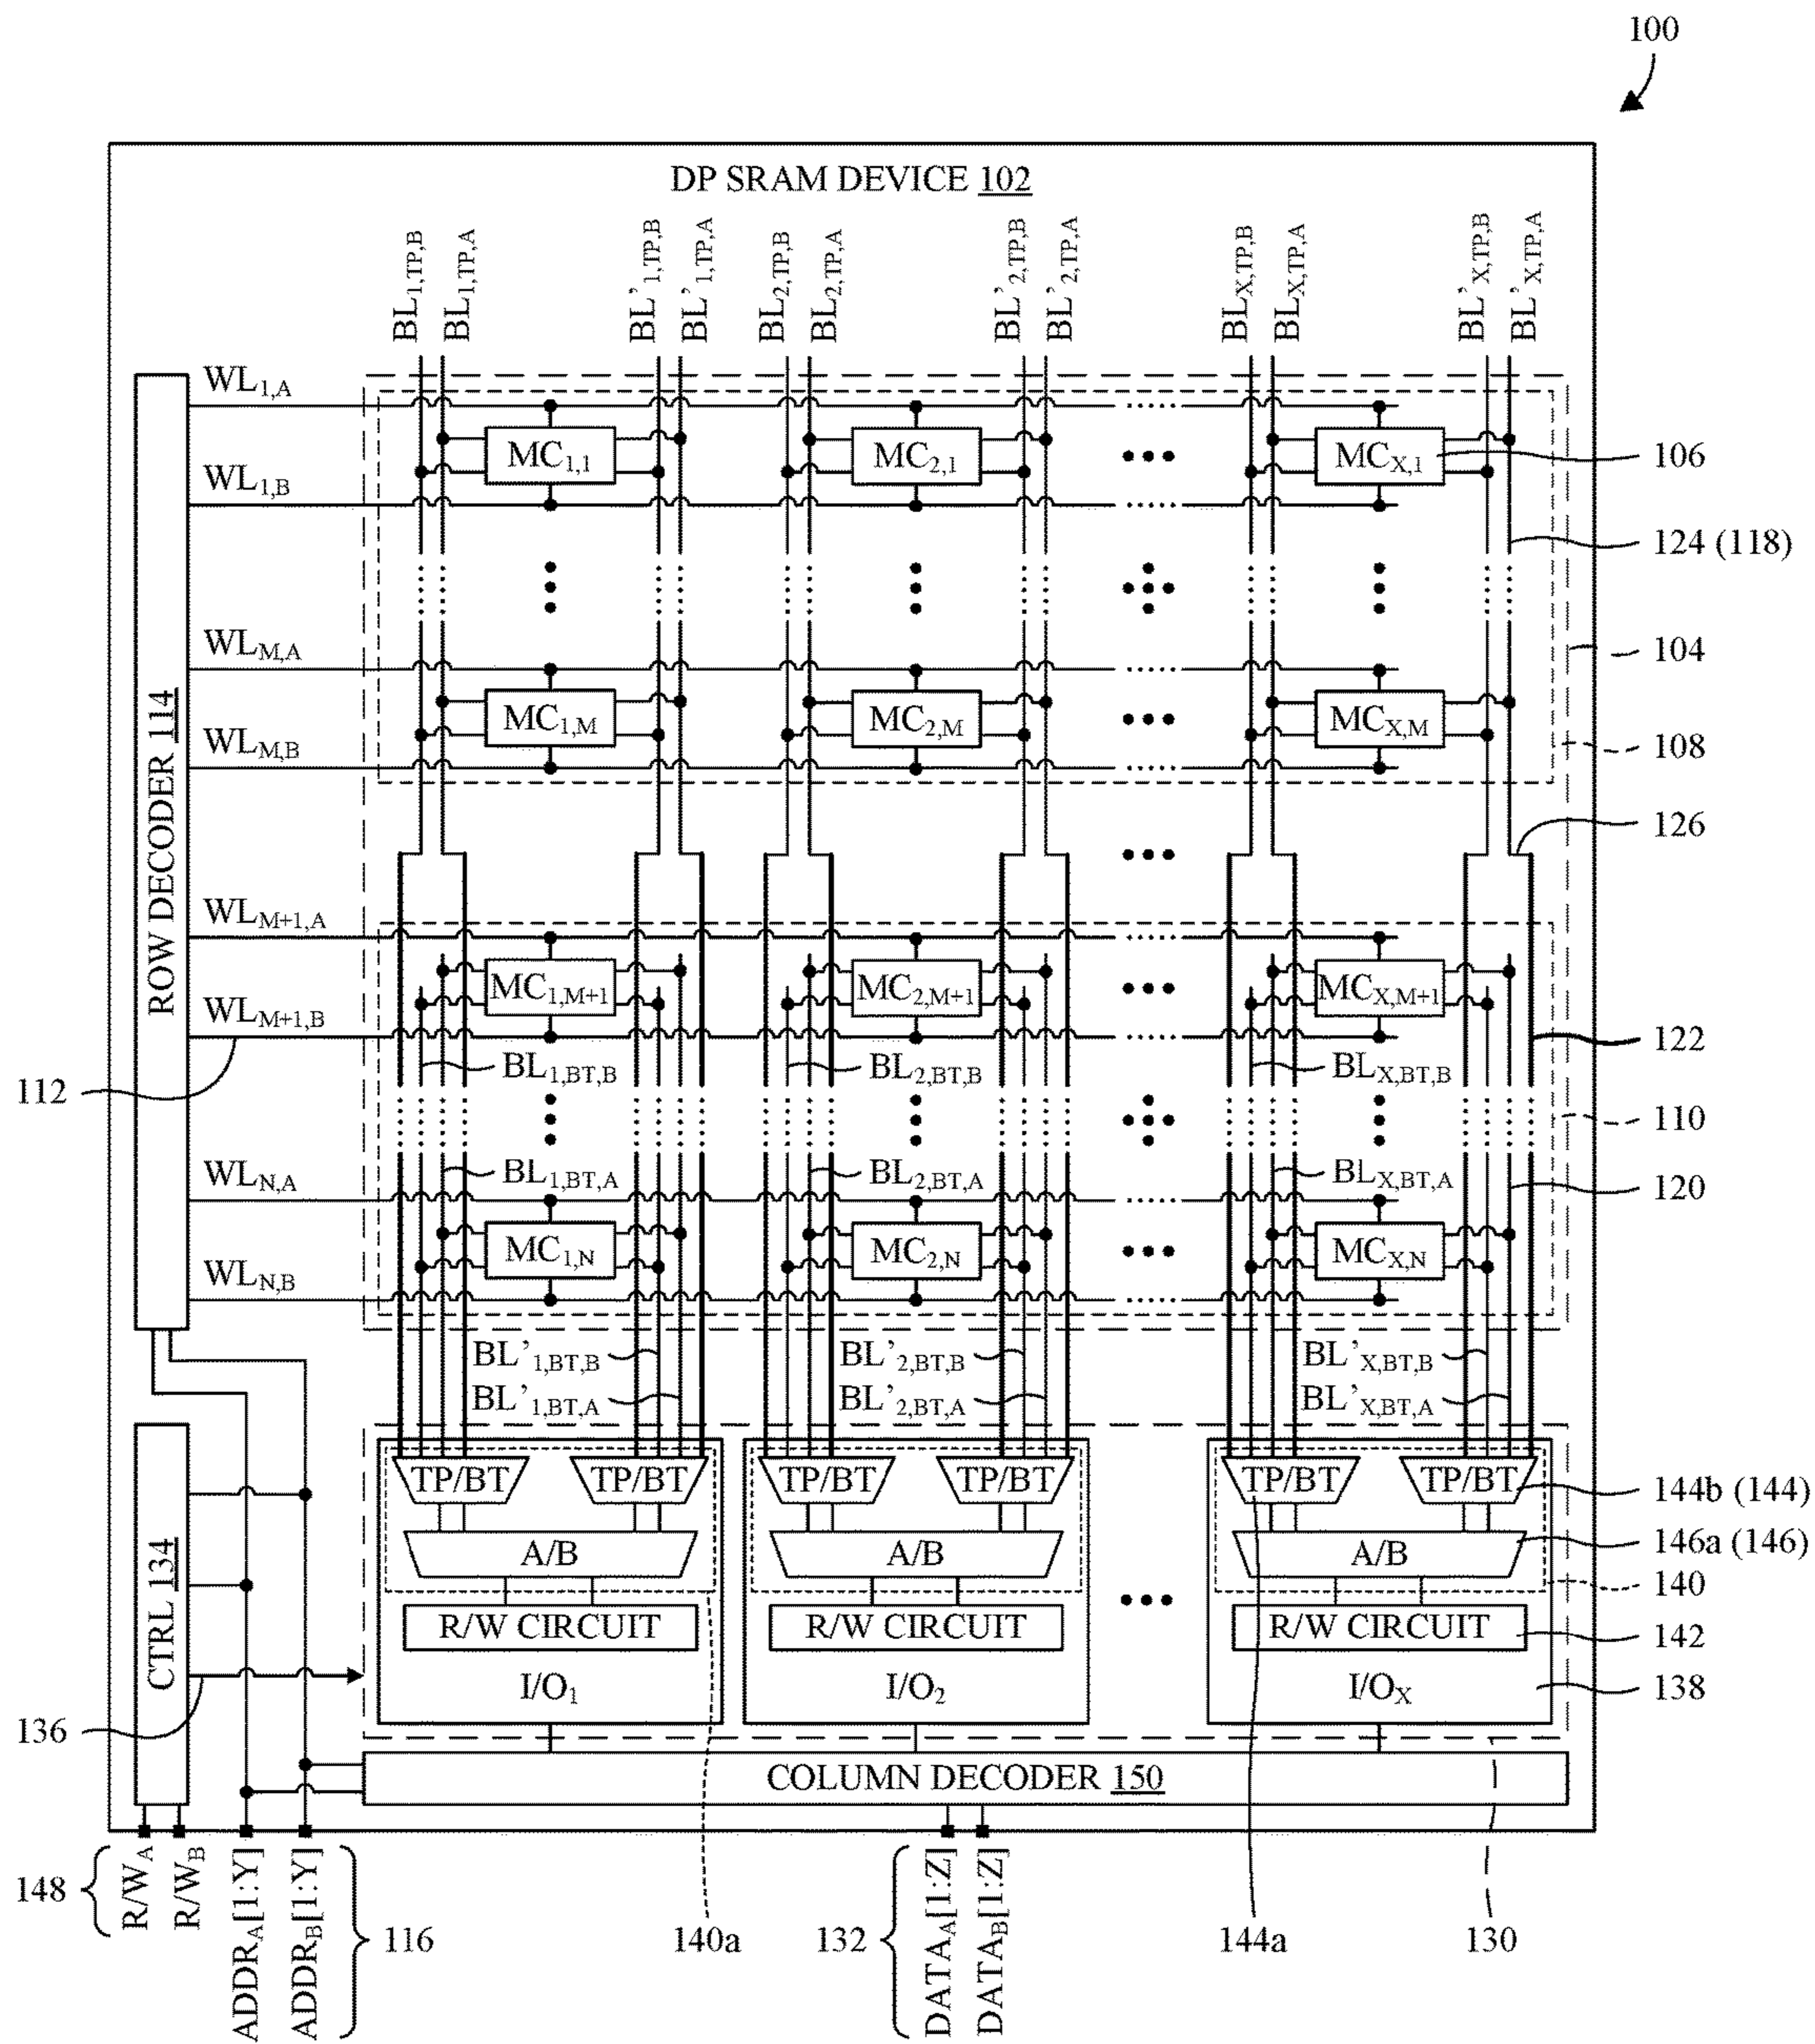 100
DP SRAM DEVICE 102
BL1,TP,B
BL1,TP,A
BL'1,TP,B
BL'1,TP,A
BL2,TP,B
BL2,TP,A
BL'2,TP,B
BL'2,TP,A
BLX,TP,B
BLX,TP,A
BL'X,TP,B
BL'X,TP,A
ROW DECODER 114
WL1,A
MC1,1 MC2,1 MCX,1 106
WL1,B
124 (118)
WLM,A 104
MC1,M MC2,M MCX,M
WLM,B 108
126
WLM+1,A
MC1,M+1 MC2,M+1 MCX,M+1
WLM+1,B 122
112 BL1,BT,B BL2,BT,B BLX,BT,B
110
WLN,A BL1,BT,A BL2,BT,A BLX,BT,A 120
MC1,N MC2,N MCX,N
WLN,B
BL'1,BT,B BL'2,BT,B BL'X,BT,B
BL'1,BT,A BL'2,BT,A BL'X,BT,A
CTRL 134
TP/BT TP/BT TP/BT TP/BT TP/BT TP/BT 144b (144)
A/B A/B A/B 146a (146)
140
R/W CIRCUIT R/W CIRCUIT R/W CIRCUIT 142
I/O1 I/O2 I/OX 138
136
COLUMN DECODER 150
148
R/WA
R/WB
ADDRA[1:Y]
ADDRB[1:Y]
116
140a
132
DATAA[1:Z]
DATAB[1:Z]
144a
130